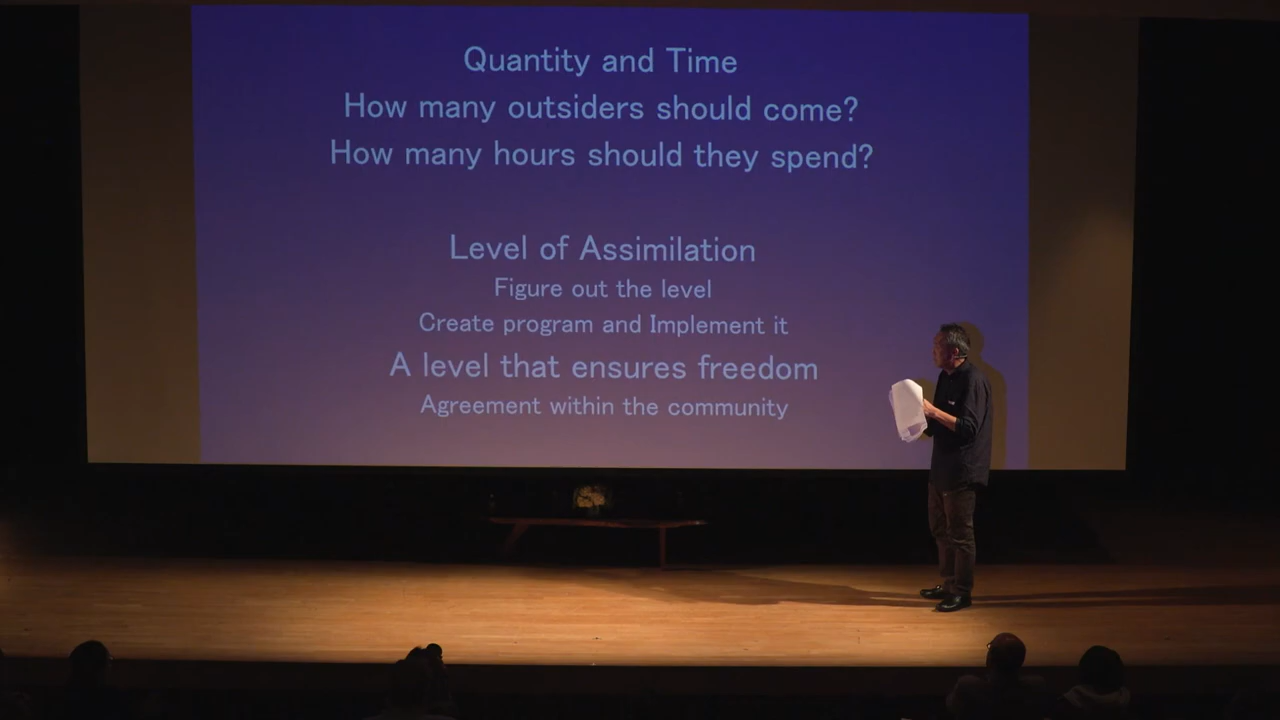 Quantity and Time
How many outsiders should come?
How many hours should they spend?
Level of Assimilation
Figure out the level
Create program and Implement it
A level that ensures freedom
Agreement within the community